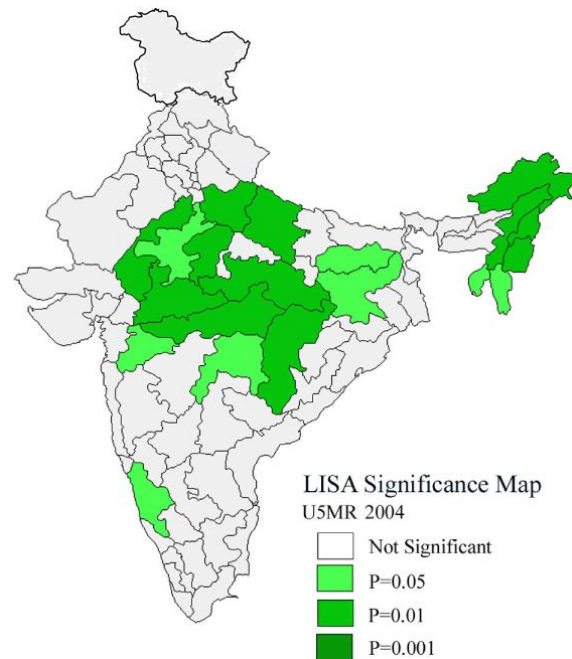 LISA Significance Map
U5MR 2004
Not Significant
P=0.05
P=0.01
P=0.001